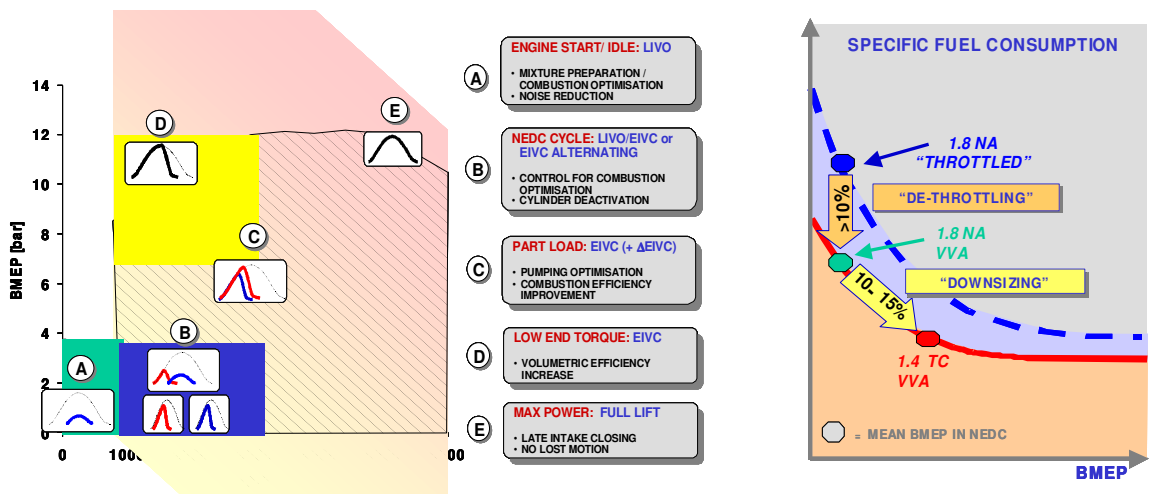 BMEP [bar]
14
12
10
8
6
4
2
0
0
A
B
C
D
E
A
ENGINE START/ IDLE: LIVO
• MIXTURE PREPARATION /
COMBUSTION OPTIMISATION
• NOISE REDUCTION
B
NEDC CYCLE: LIVO/EIVC or
EIVC ALTERNATING
• CONTROL FOR COMBUSTION
OPTIMISATION
• CYLINDER DEACTIVATION
C
PART LOAD: EIVC (+ ΔEIVC)
• PUMPING OPTIMISATION
• COMBUSTION EFFICIENCY
IMPROVEMENT
D
LOW END TORQUE: EIVC
• VOLUMETRIC EFFICIENCY
INCREASE
E
MAX POWER: FULL LIFT
• LATE INTAKE CLOSING
• NO LOST MOTION
SPECIFIC FUEL CONSUMPTION
1.8 NA
“THROTTLED”
>10%
“DE-THROTTLING”
1.8 NA
VVA
“DOWNSIZING”
10- 15%
1.4 TC
VVA
= MEAN BMEP IN NEDC
BMEP